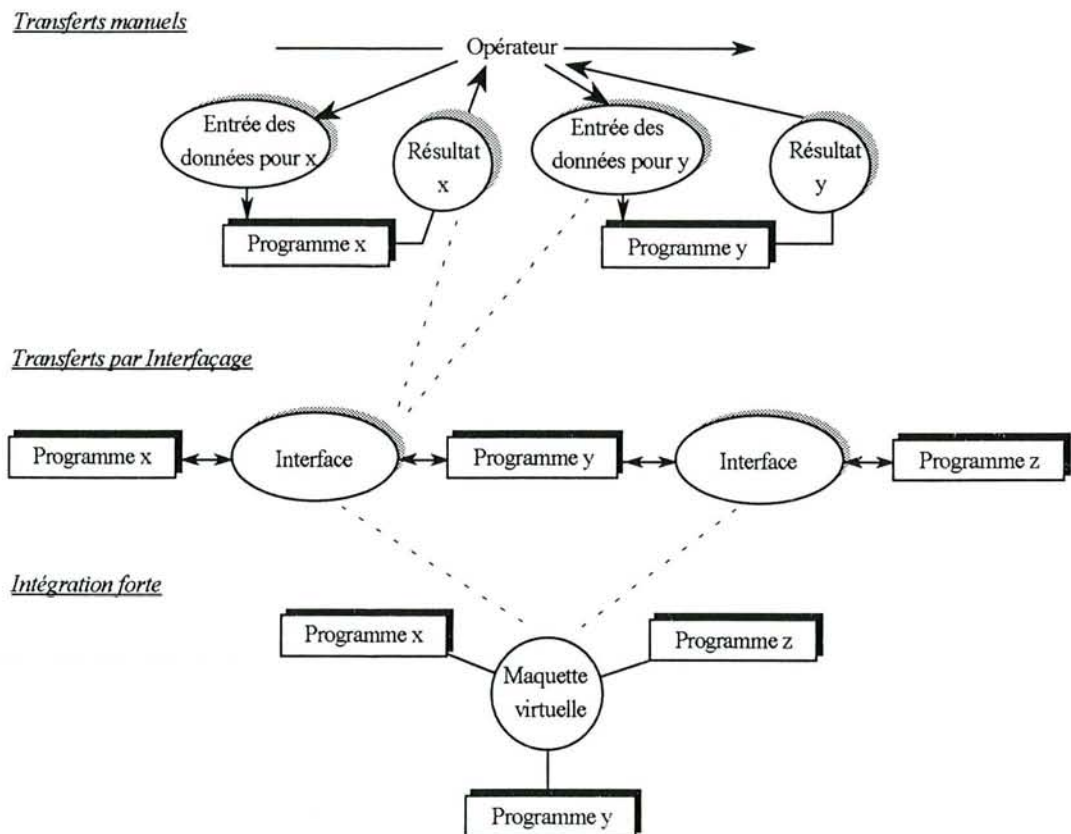 Transferts manuels
Opérateur
Entrée des
données pour x
Résultat
x
Entrée des
données pour y
Résultat
y
Programme x
Programme y
Transferts par Interfaçage
Programme x
Interface
Programme y
Interface
Programme z
Intégration forte
Programme x
Programme z
Maquette
virtuelle
Programme y